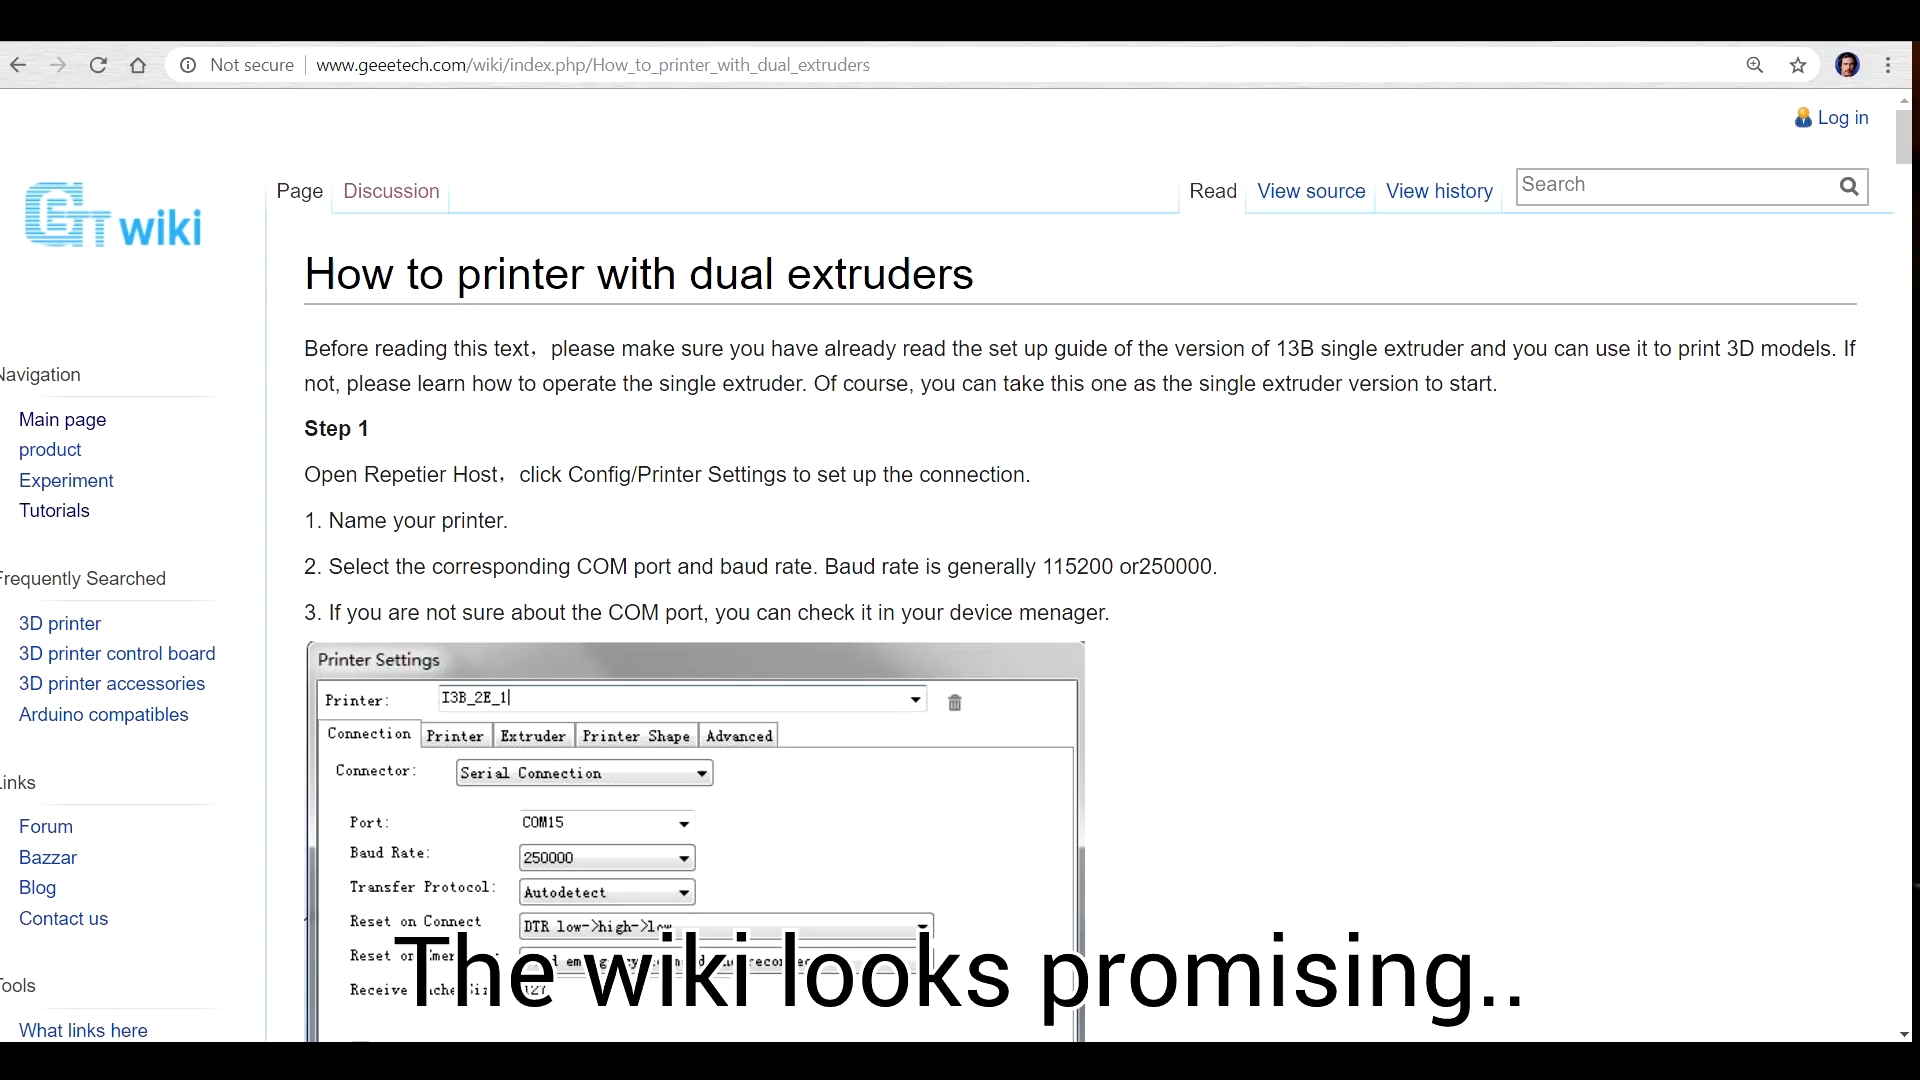 Not secure www.geeetech.com/wiki/index.php/How_to_printer_with_dual_extruders
Log in
GETT wiki
Page Discussion Read View source View history Search
How to printer with dual extruders
Before reading this text，please make sure you have already read the set up guide of the version of 13B single extruder and you can use it to print 3D models. If
not, please learn how to operate the single extruder. Of course, you can take this one as the single extruder version to start.
Step 1
Open Repetier Host，click Config/Printer Settings to set up the connection.
1. Name your printer.
2. Select the corresponding COM port and baud rate. Baud rate is generally 115200 or250000.
3. If you are not sure about the COM port, you can check it in your device menager.
Navigation
Main page
product
Experiment
Tutorials
Frequently Searched
3D printer
3D printer control board
3D printer accessories
Arduino compatibles
Links
Forum
Bazzar
Blog
Contact us
Tools
What links here
Printer Settings
Printer: I3B_2E_1
Connection Printer Extruder Printer Shape Advanced
Connector: Serial Connection
Port: COM15
Baud Rate: 250000
Transfer Protocol: Autodetect
Reset on Connect DTR low->high->low
Reset on
Receive 127
The wiki looks promising..